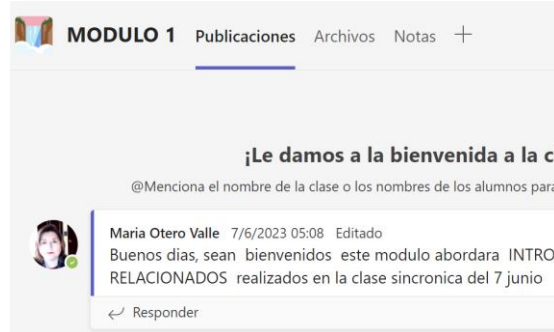 MODULO 1 Publicaciones Archivos Notas
¡Le damos a la bienvenida a la
@Menciona el nombre de la clase o los nombres de los alumnos
Maria Otero Valle 7/6/2023 05:08 Editado
Buenos dias, sean bienvenidos este modulo abordara
RELACIONADOS realizados en la clase sincronica del 7 junio
Responder